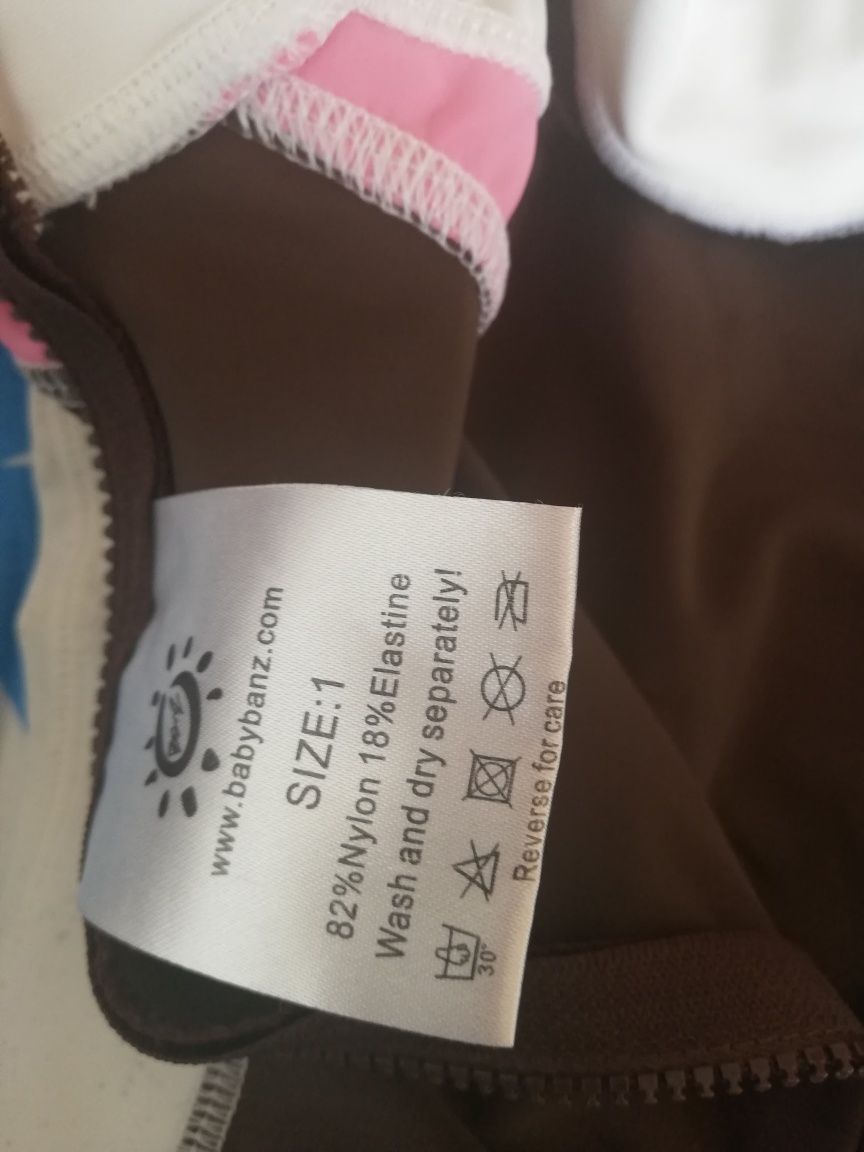 www.babybanz.com
SIZE:1
82%Nylon 18%Elastine
Wash and dry separately!
30°
Reverse for care